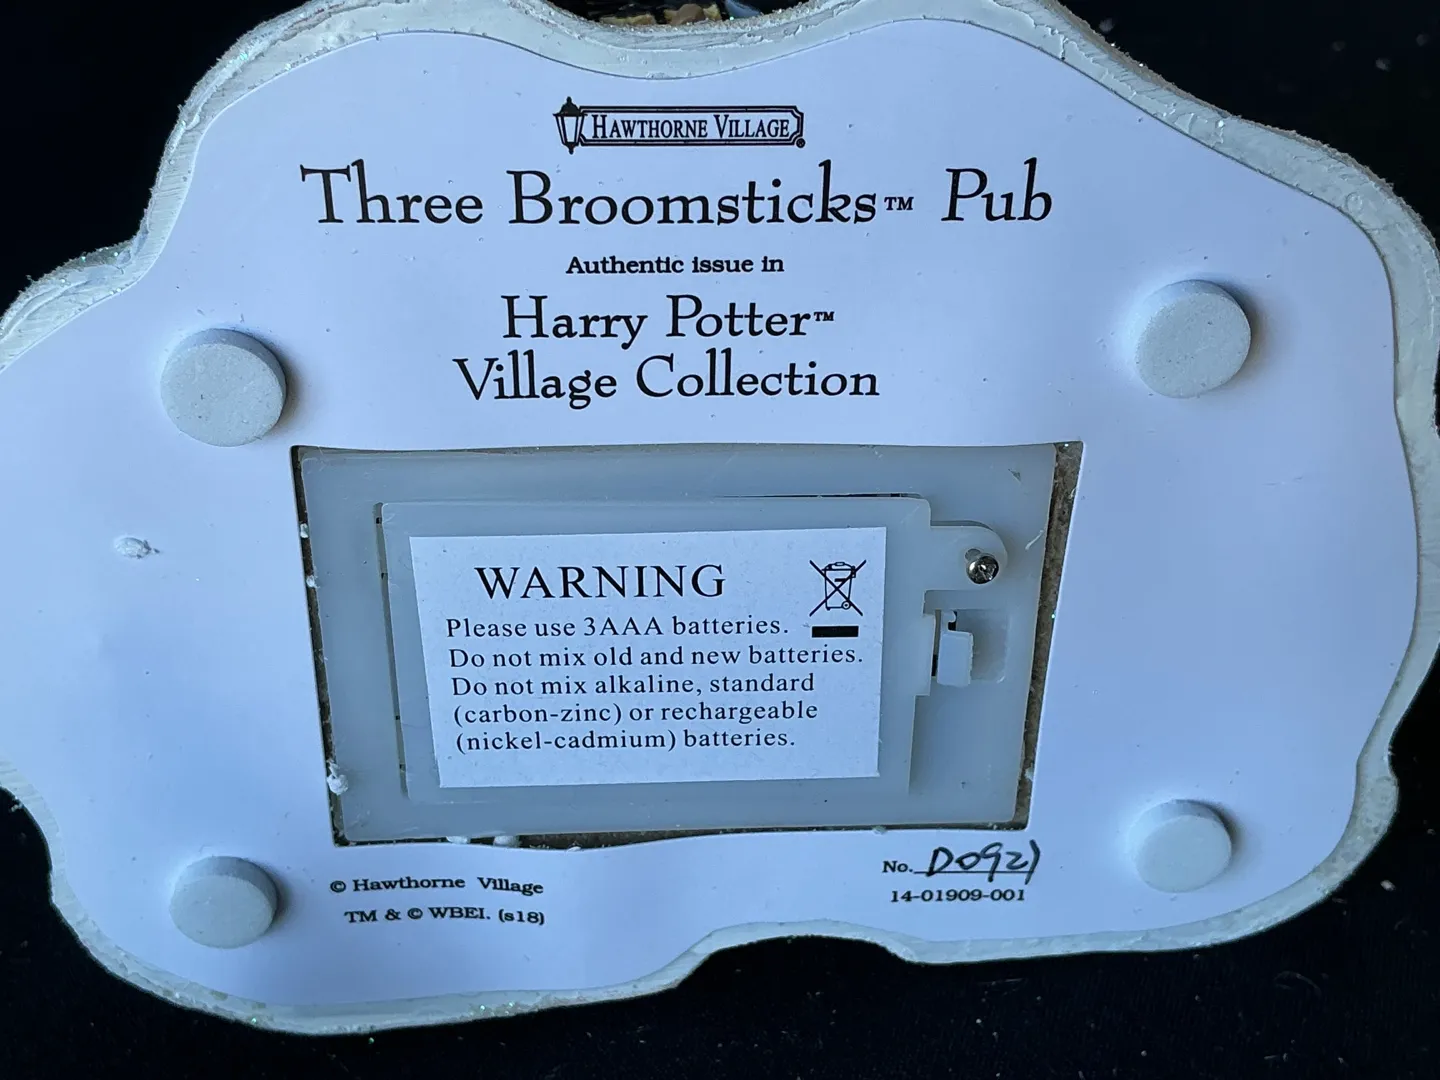 HAWTHORNE VILLAGE
Three Broomsticks™ Pub
Authentic issue in
Harry Potter™
Village Collection
WARNING
Please use 3AAA batteries.
Do not mix old and new batteries.
Do not mix alkaline, standard
(carbon-zinc) or rechargeable
(nickel-cadmium) batteries.
© Hawthorne Village
TM & © WBEI. (s18)
No. D0921
14-01909-001